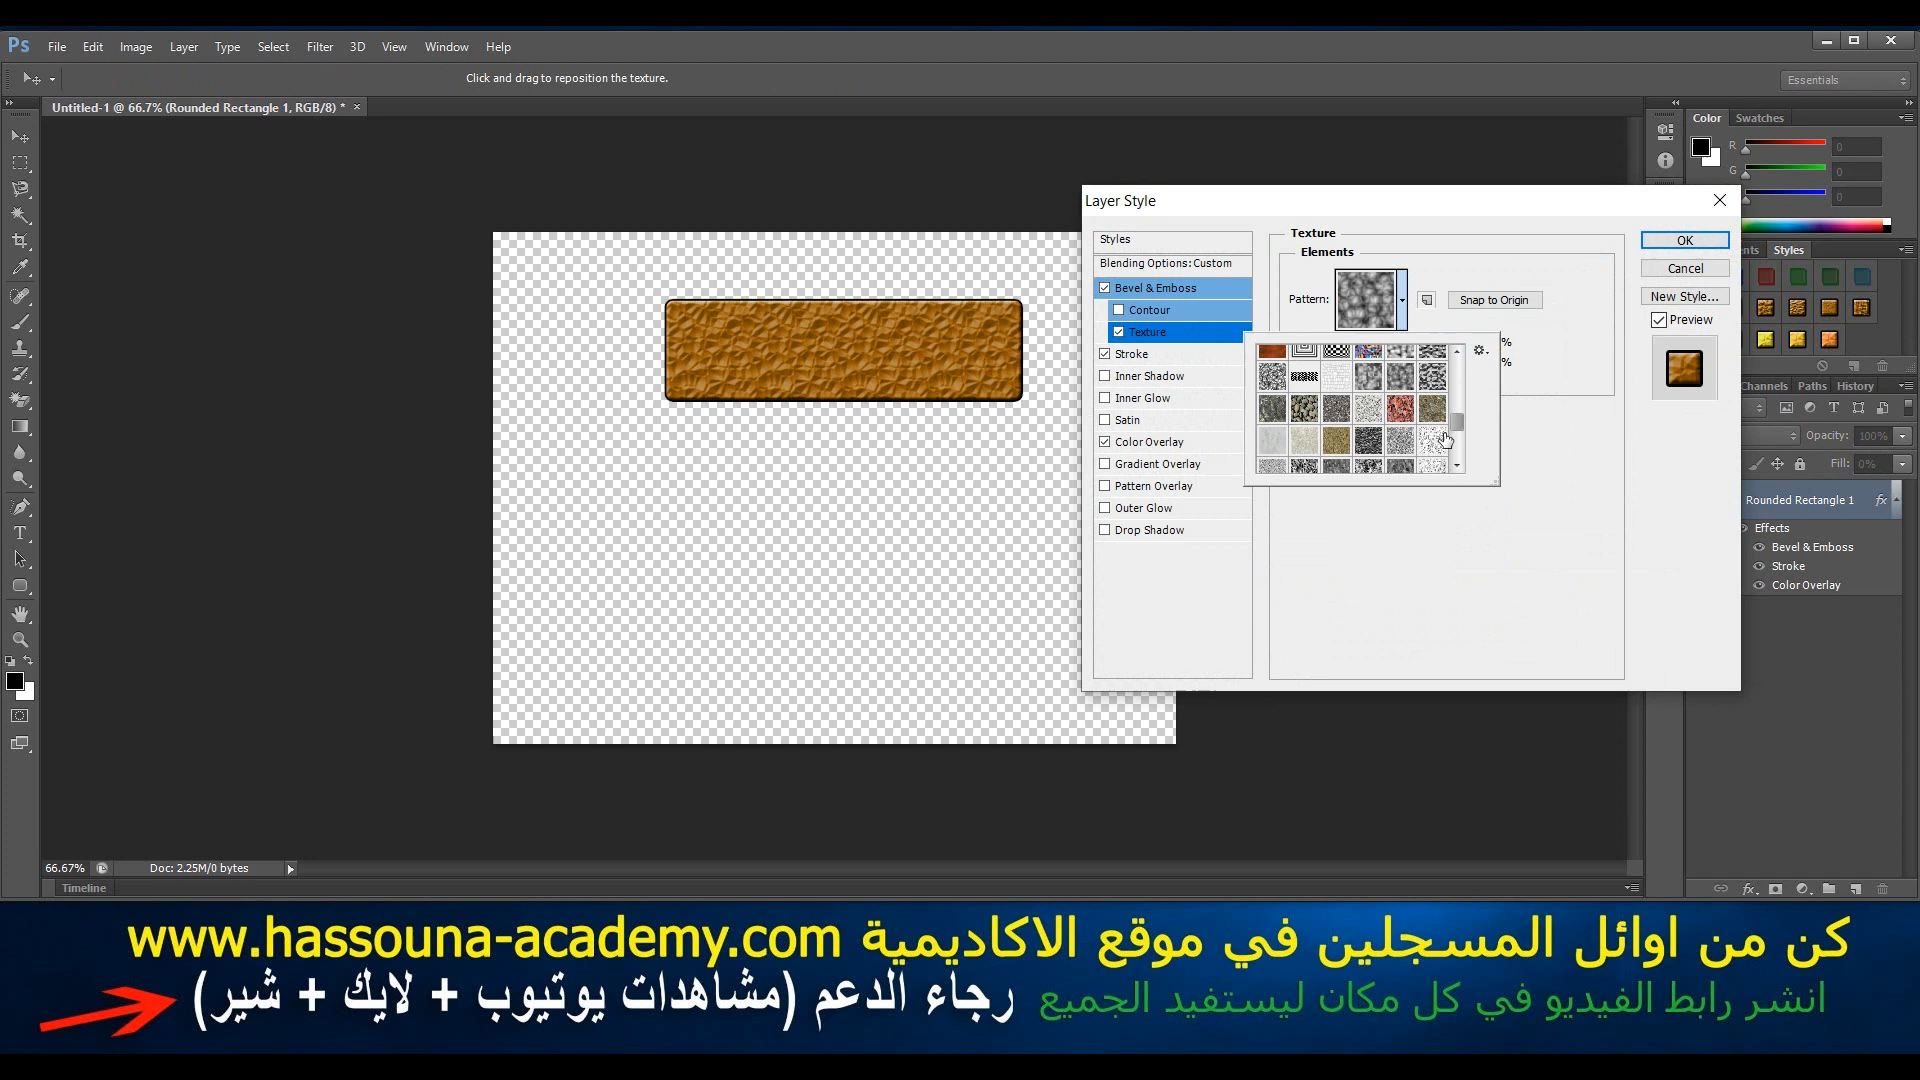 Ps File Edit Image Layer Type Select Filter 3D View Window Help
Click and drag to reposition the texture.
Essentials
Untitled-1 @ 66.7% (Rounded Rectangle 1, RGB/8) *
Color Swatches
R 0
G 0
0
Layer Style
Styles
Blending Options: Custom
Bevel & Emboss
Contour
Texture
Stroke
Inner Shadow
Inner Glow
Satin
Color Overlay
Gradient Overlay
Pattern Overlay
Outer Glow
Drop Shadow
Texture
Elements
Pattern:
Snap to Origin
%
%
OK
Cancel
New Style...
Preview
Styles
Channels Paths History
Opacity: 100%
Fill: 0%
Rounded Rectangle 1 fx
Effects
Bevel & Emboss
Stroke
Color Overlay
66.67% Doc: 2.25M/0 bytes
Timeline
كن من اوائل المسجلين في موقع الاكاديمية www.hassouna-academy.com
انشر رابط الفيديو في كل مكان ليستفيد الجميع رجاء الدعم (مشاهدات يوتيوب + لايك + شير)